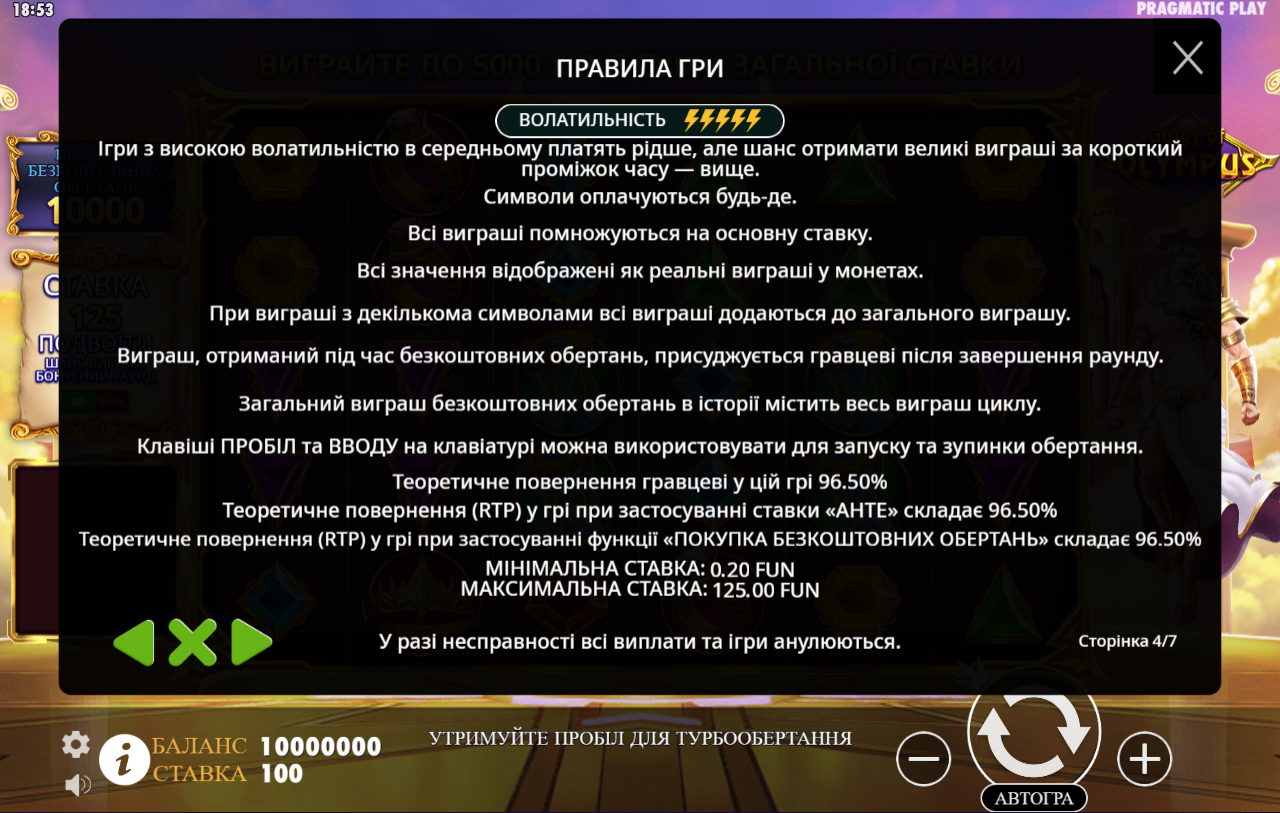 18:53
PRAGMATIC PLAY
ВИГРАЙТЕ ДО 5000 ЗАГАЛЬНОЇ СТАВКИ
ПРАВИЛА ГРИ
ВОЛАТИЛЬНІСТЬ
Ігри з високою волатильністю в середньому платять рідше, але шанс отримати великі виграші за короткий
проміжок часу — вище.
Символи оплачуються будь-де.
Всі виграші помножуються на основну ставку.
Всі значення відображені як реальні виграші у монетах.
При виграші з декількома символами всі виграші додаються до загального виграшу.
Виграш, отриманий під час безкоштовних обертань, присуджується гравцеві після завершення раунду.
Загальний виграш безкоштовних обертань в історії містить весь виграш циклу.
Клавіші ПРОБІЛ та ВВОДУ на клавіатурі можна використовувати для запуску та зупинки обертання.
Теоретичне повернення гравцеві у цій грі 96.50%
Теоретичне повернення (RTP) у грі при застосуванні ставки «АНТЕ» складає 96.50%
Теоретичне повернення (RTP) у грі при застосуванні функції «ПОКУПКА БЕЗКОШТОВНИХ ОБЕРТАНЬ» складає 96.50%
МІНІМАЛЬНА СТАВКА: 0.20 FUN
МАКСИМАЛЬНА СТАВКА: 125.00 FUN
У разі несправності всі виплати та ігри анулюються.
Сторінка 4/7
БЕЗКОШТОВНИХ
ОБЕРТАНЬ
10000
СТАВКА
125
ПОДВОЇТИ
OLYMPUS
БАЛАНС 10000000
СТАВКА 100
УТРИМУЙТЕ ПРОБІЛ ДЛЯ ТУРБООБЕРТАННЯ
АВТОГРА